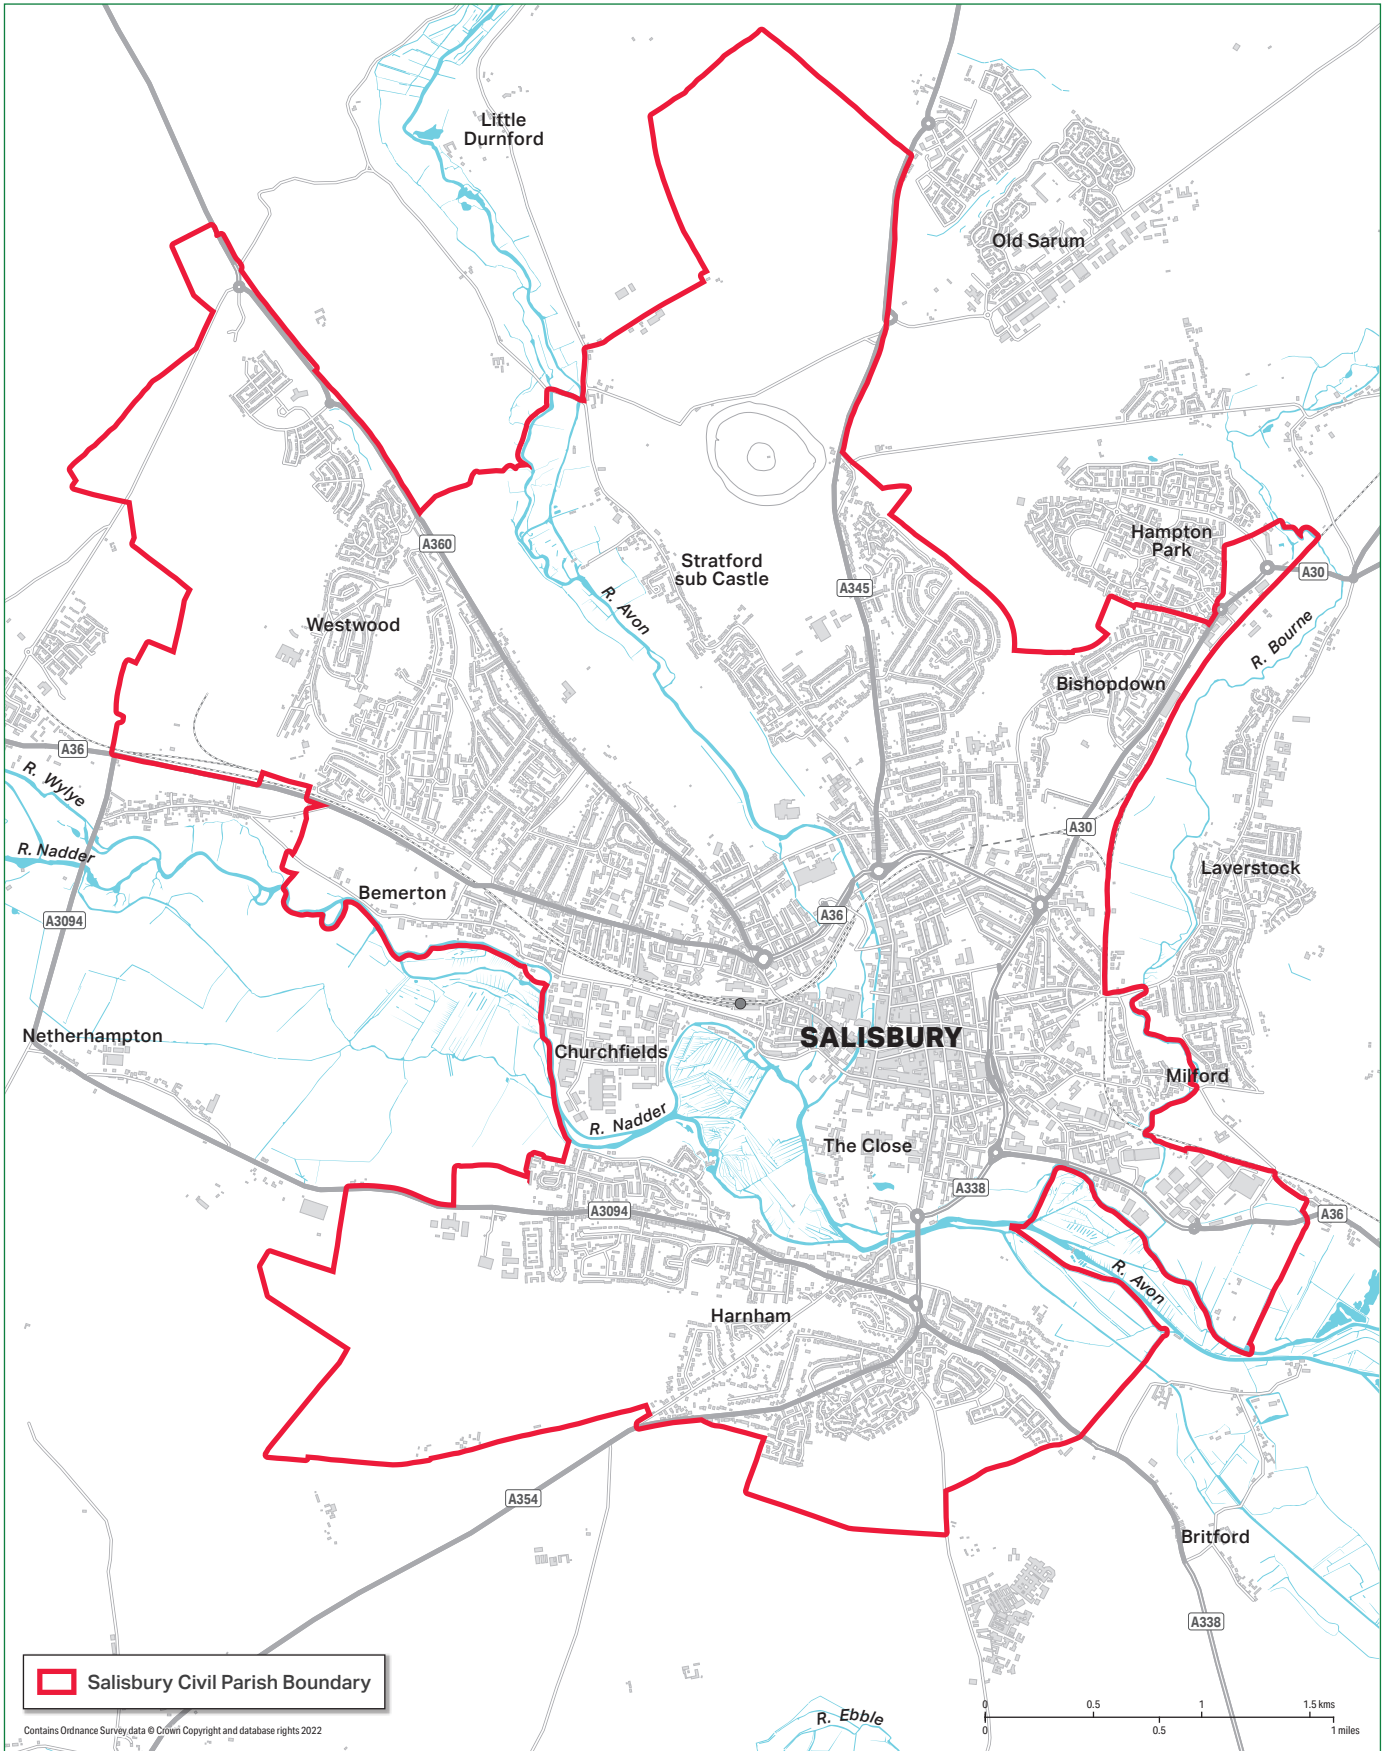 Little
Durnford
Old Sarum
Hampton
Park
A360
Stratford
sub Castle
A345
A30
R. Avon
Westwood
R. Bourne
Bishopdown
A36
R. Wylye
A30
R. Nadder
Laverstock
Bemerton
A3094
A36
Netherhampton
SALISBURY
Churchfields
Milford
R. Nadder
The Close
A338
A3094
A36
R. Avon
Harnham
A354
Britford
A338
Salisbury Civil Parish Boundary
R. Ebble
0 0.5 1 1.5 kms
0 0.5 1 miles
Contains Ordnance Survey data © Crown Copyright and database rights 2022